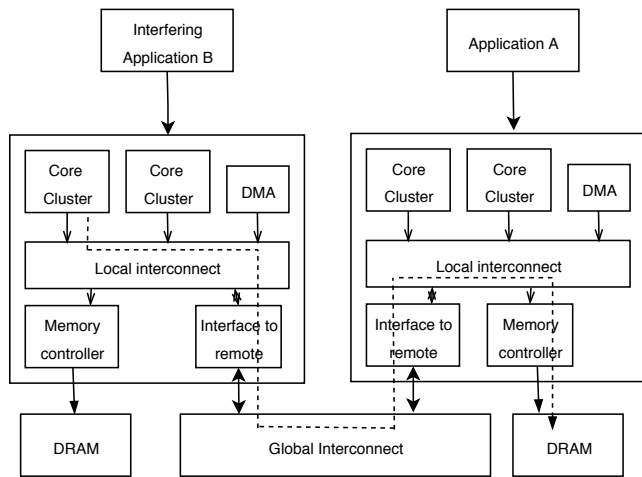 Interfering
Application B
Application A
Core
Cluster
Core
Cluster
DMA
Core
Cluster
Core
Cluster
DMA
Local interconnect
Local interconnect
Memory
controller
Interface to
remote
Interface to
remote
Memory
controller
DRAM
Global Interconnect
DRAM